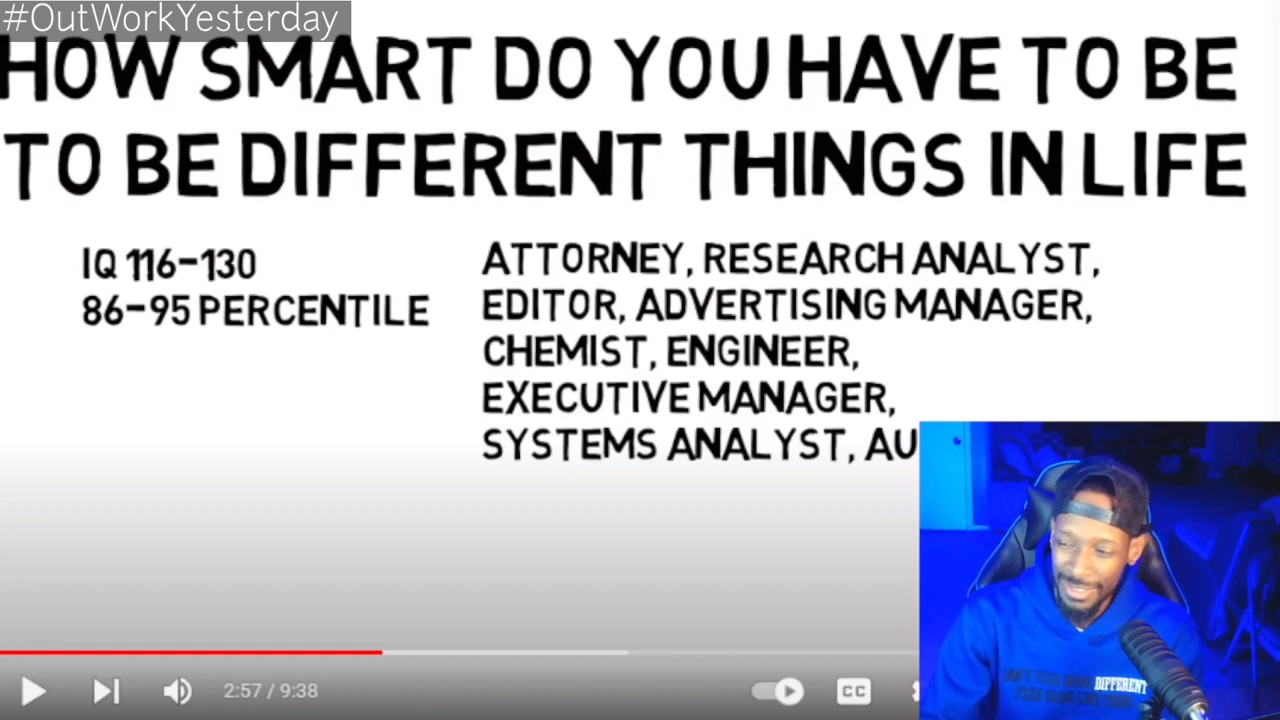 #OutWorkYesterday
HOW SMART DO YOU HAVE TO BE
TO BE DIFFERENT THINGS IN LIFE
IQ 116-130
86-95 PERCENTILE
ATTORNEY, RESEARCH ANALYST,
EDITOR, ADVERTISING MANAGER,
CHEMIST, ENGINEER,
EXECUTIVE MANAGER,
SYSTEMS ANALYST, AU
2:57 / 9:38
CC
DIFFERENT